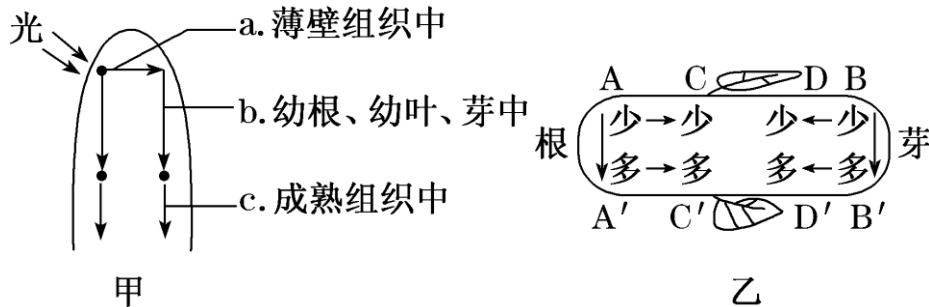 光
a.薄壁组织中
b.幼根、幼叶、芽中
c.成熟组织中
甲
A C D B
根 少 少 少 少 芽
多 多 多 多
A′ C′ D′ B′
乙